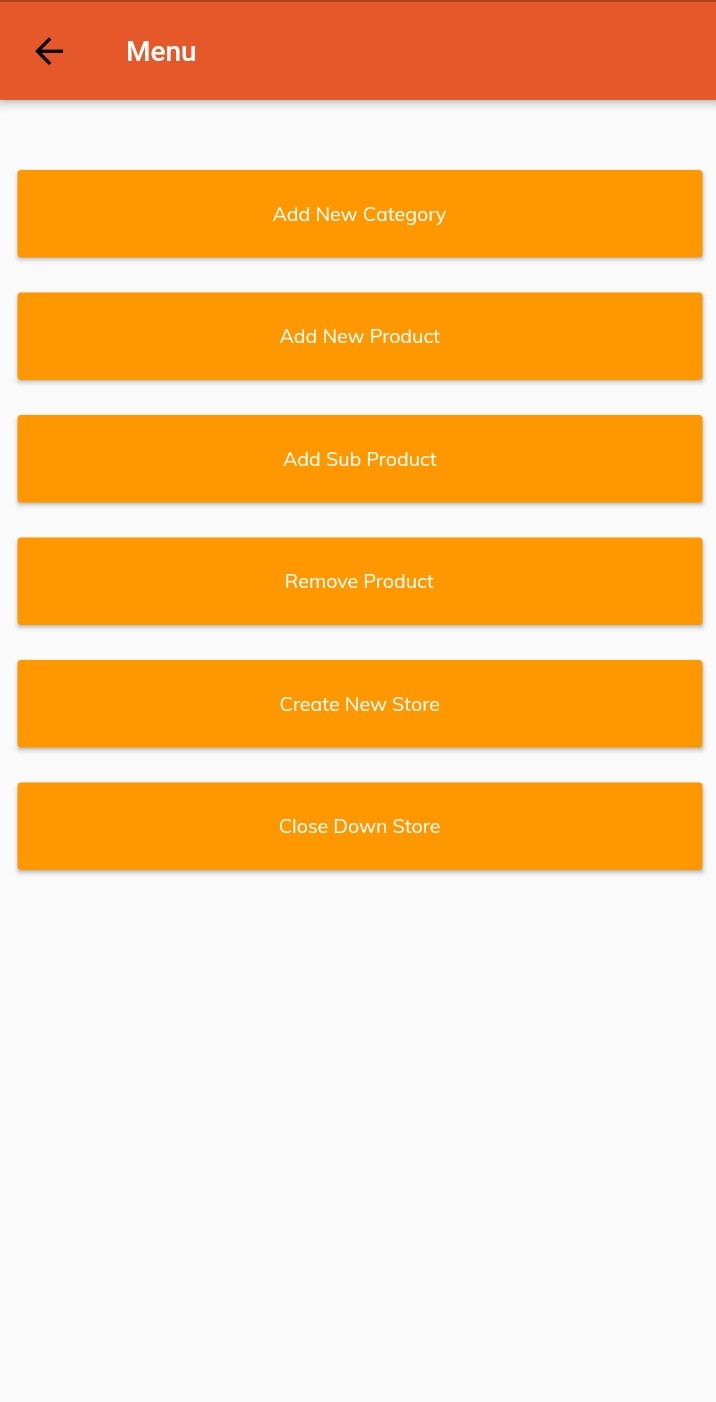 Menu
Add New Category
Add New Product
Add Sub Product
Remove Product
Create New Store
Close Down Store